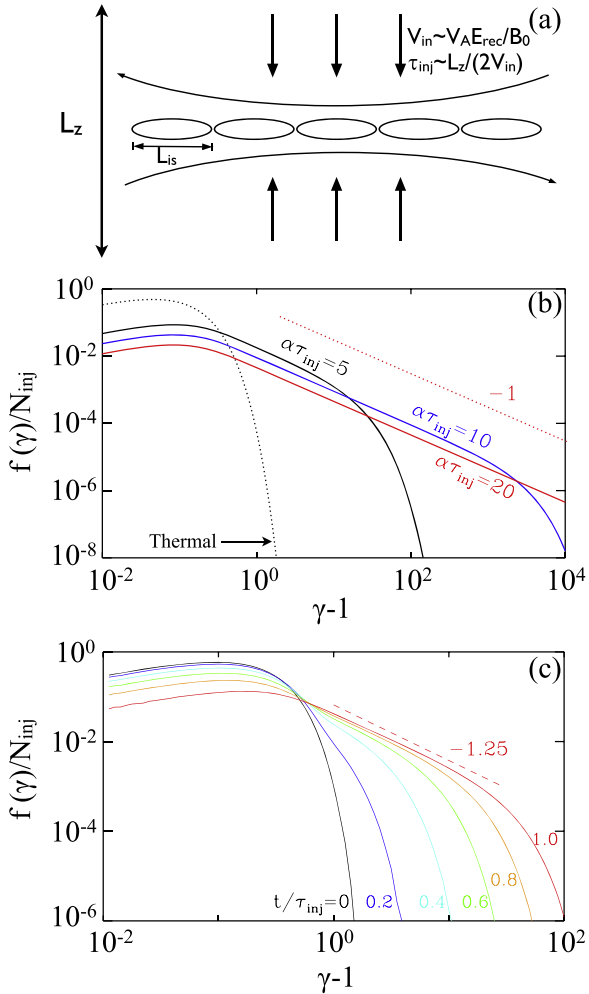 (a)
V_in~V_A E_rec/B_0
τ_inj~L_z/(2V_in)
L_z
L_is
(b)
10^0
10^-2
10^-4
10^-6
10^-8
f (γ)/N_inj
ατ_inj=5
ατ_inj=10
ατ_inj=20
−1
Thermal
10^-2
10^0
10^2
10^4
γ-1
(c)
10^0
10^-2
10^-4
10^-6
f (γ)/N_inj
−1.25
t/τ_inj=0
0.2
0.4
0.6
0.8
1.0
10^-2
10^0
10^2
γ-1